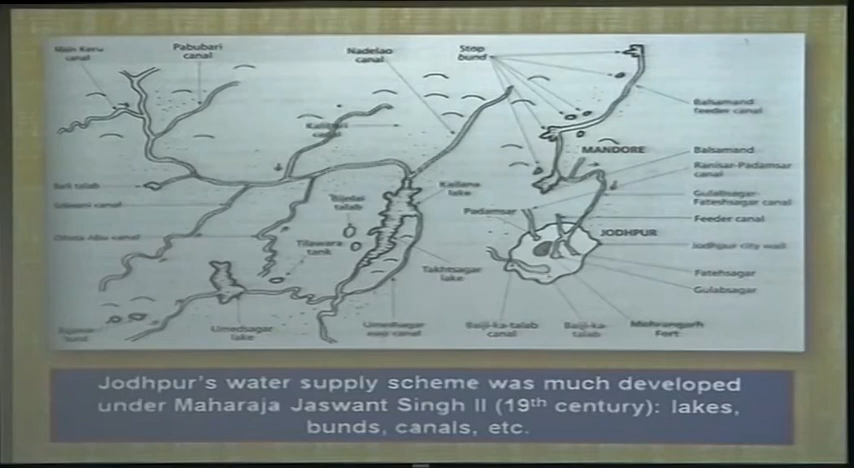 Pabubari
canal
Nadelao
canal
Stop
bund
Balsamand
feeder canal
MANDORE
Balsamand
Ranisar-Padamsar
canal
Kailana
lake
Gulabsagar-
Fatehsagar canal
Padamsar
Feeder canal
JODHPUR
Jodhpur city wall
Tilawara
tank
Takhtsagar
lake
Fatehsagar
Gulabsagar
Umedsagar
lake
Umedsagar
canal
Baiji-ka-talab
canal
Baiji-ka-
talab
Mehrangarh
Fort
Jodhpur's water supply scheme was much developed
under Maharaja Jaswant Singh II (19th century): lakes,
bunds, canals, etc.